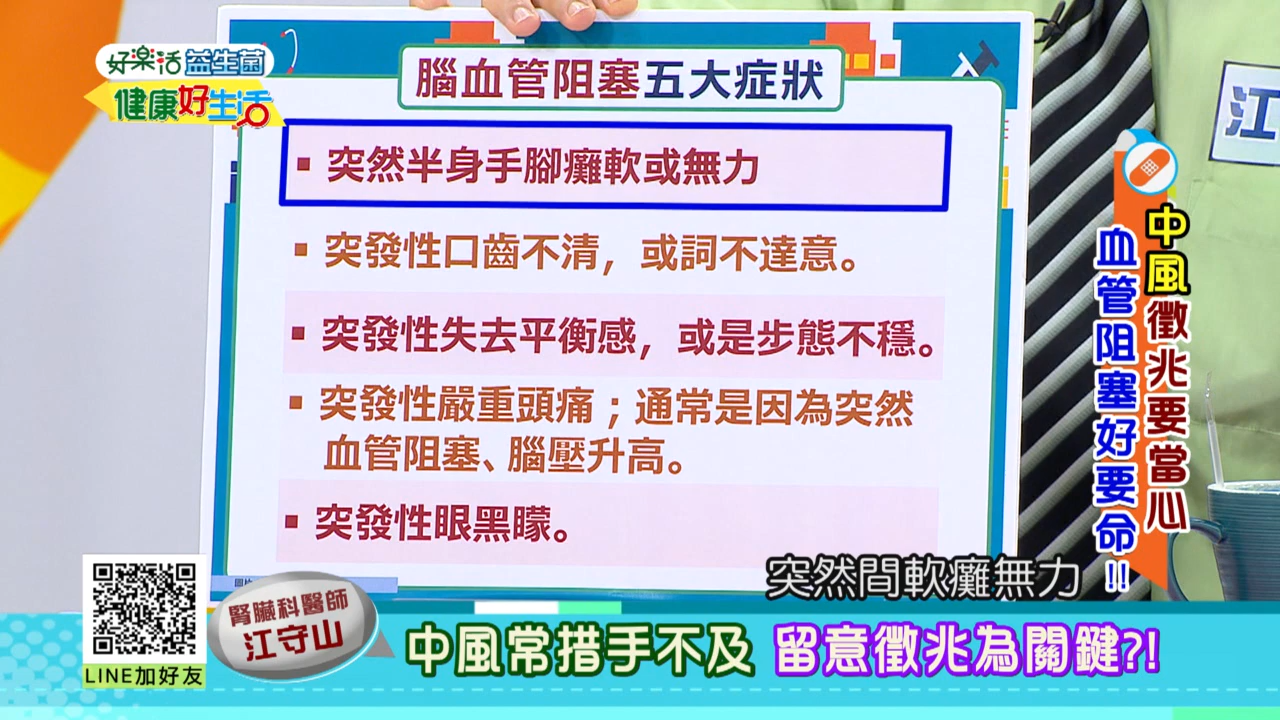 好樂活益生菌
健康好生活
腦血管阻塞五大症狀
▪ 突然半身手腳癱軟或無力
▪ 突發性口齒不清，或詞不達意。
▪ 突發性失去平衡感，或是步態不穩。
▪ 突發性嚴重頭痛；通常是因為突然
血管阻塞、腦壓升高。
▪ 突發性眼黑矇。
江
中風徵兆要當心
血管阻塞好要命!!
突然間軟癱無力
LINE加好友
腎臟科醫師
江守山
中風常措手不及 留意徵兆為關鍵?!